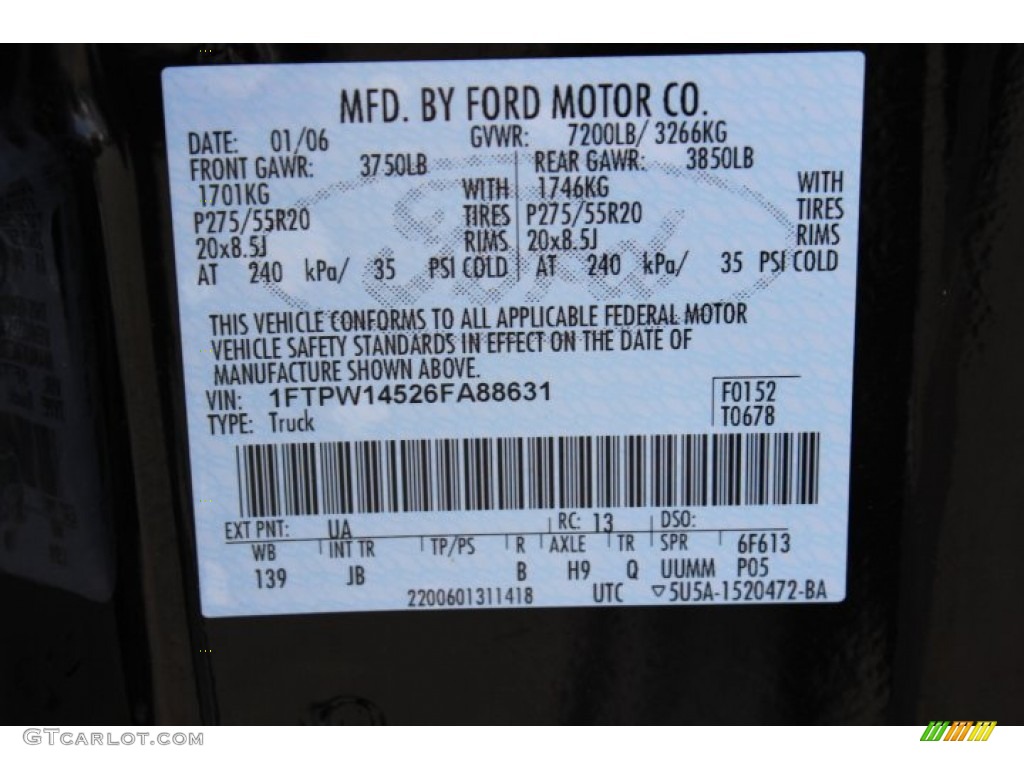 MFD. BY FORD MOTOR CO.
DATE: 01/06 GVWR: 7200LB/ 3266KG
FRONT GAWR: 3750LB REAR GAWR: 3850LB
1701KG WITH 1746KG WITH
P275/55R20 TIRES P275/55R20 TIRES
20x8.5J RIMS 20x8.5J RIMS
AT 240 kPa/ 35 PSI COLD AT 240 kPa/ 35 PSI COLD
Ford
THIS VEHICLE CONFORMS TO ALL APPLICABLE FEDERAL MOTOR
VEHICLE SAFETY STANDARDS IN EFFECT ON THE DATE OF
MANUFACTURE SHOWN ABOVE.
VIN: 1FTPW14526FA88631 F0152
TYPE: Truck T0678
EXT PNT: UA RC: 13 DSO:
WB INT TR TP/PS R AXLE TR SPR 6F613
139 JB B H9 Q UUMM P05
2200601311418 UTC ▽5U5A-1520472-BA
GTCARLOT.COM